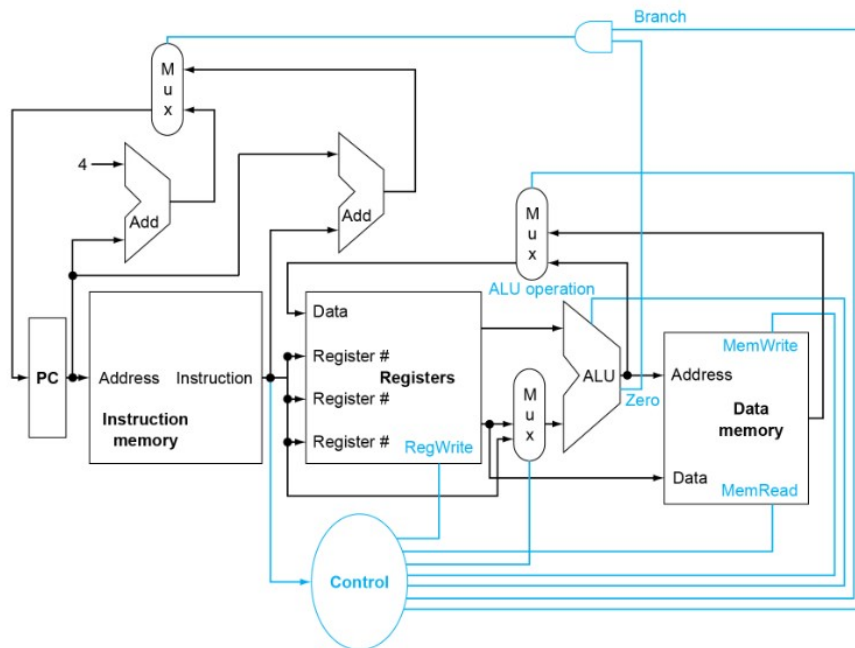 Branch
M
u
x
4
Add
Add
M
u
x
ALU operation
Data
Register #
Registers
Register #
Register #
RegWrite
PC
Address
Instruction
Instruction
memory
M
u
x
ALU
Zero
MemWrite
Address
Data
memory
Data
MemRead
Control